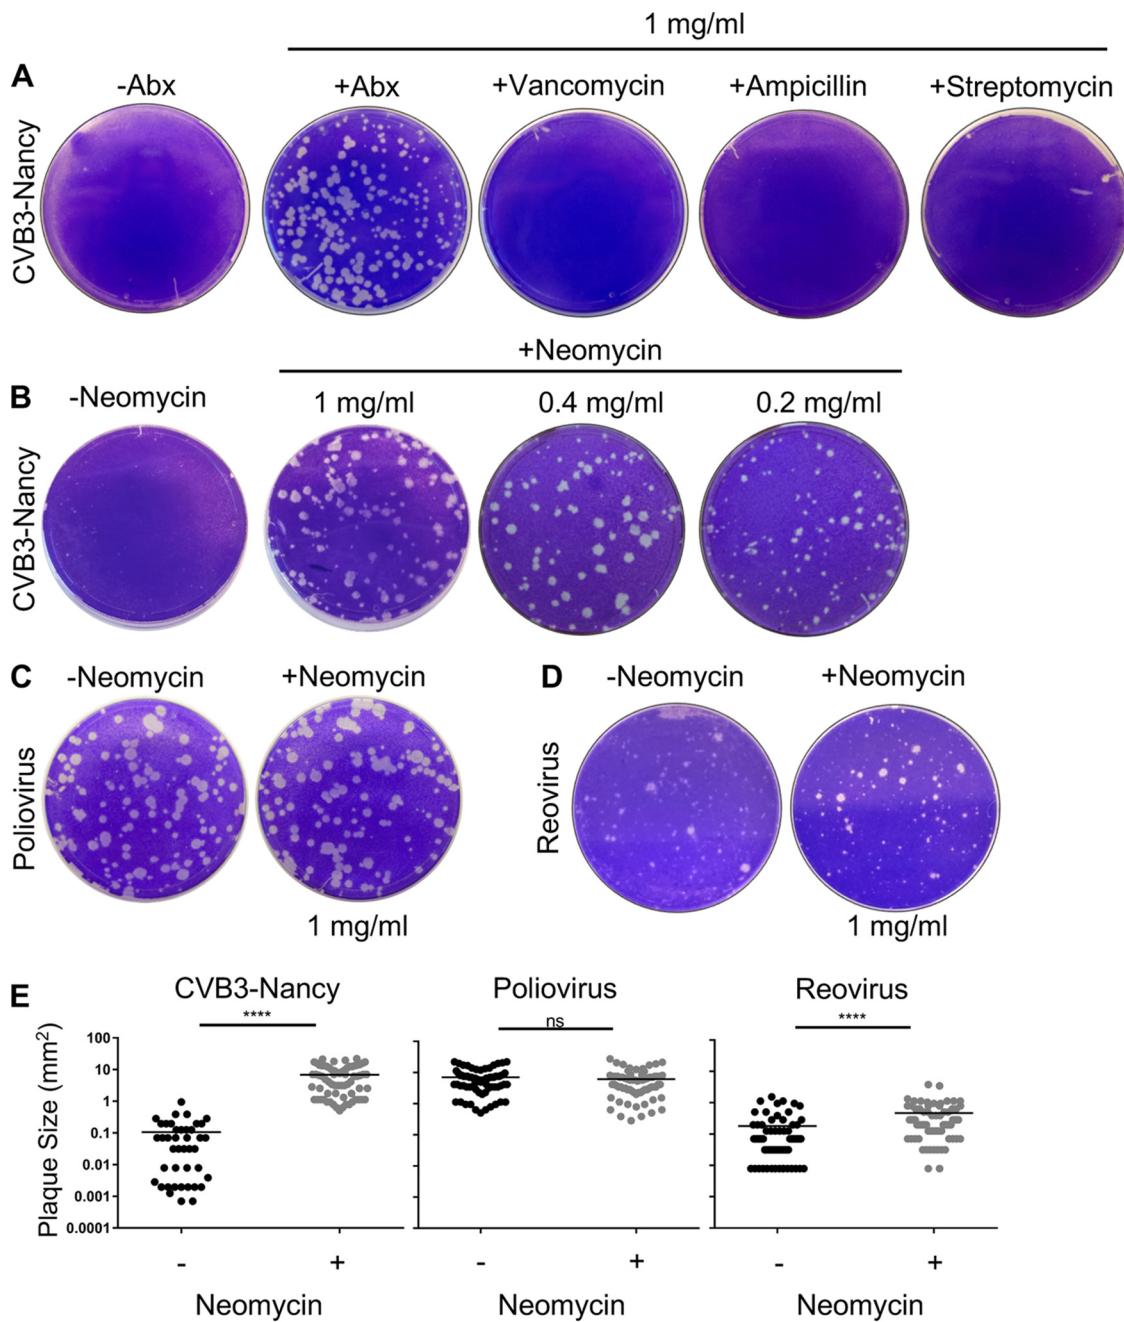 1 mg/ml
A
-Abx
+Abx
+Vancomycin
+Ampicillin
+Streptomycin
CVB3-Nancy
+Neomycin
B
-Neomycin
1 mg/ml
0.4 mg/ml
0.2 mg/ml
CVB3-Nancy
C
-Neomycin
+Neomycin
Poliovirus
1 mg/ml
D
-Neomycin
+Neomycin
Reovirus
1 mg/ml
E
CVB3-Nancy
Poliovirus
Reovirus
****
ns
****
Plaque Size (mm²)
100
10
1
0.1
0.01
0.001
0.0001
- + - + - +
Neomycin
Neomycin
Neomycin